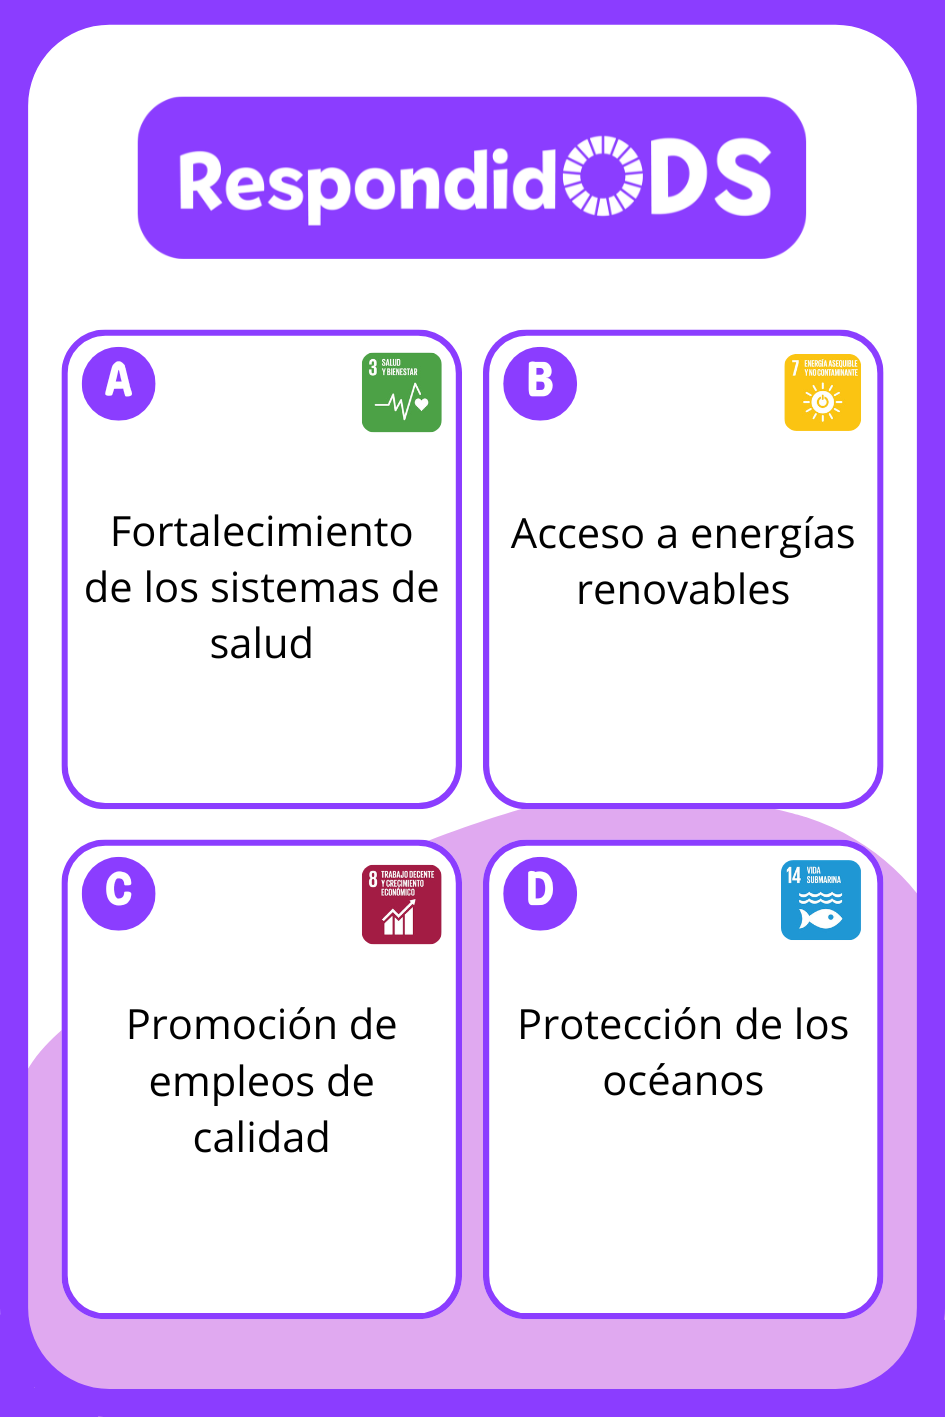 RespondidODS
A
3 SALUD
Y BIENESTAR
Fortalecimiento
de los sistemas de
salud
B
7 ENERGÍA ASEQUIBLE
Y NO CONTAMINANTE
Acceso a energías
renovables
C
8 TRABAJO DECENTE
Y CRECIMIENTO
ECONÓMICO
Promoción de
empleos de
calidad
D
14 VIDA
SUBMARINA
Protección de los
océanos